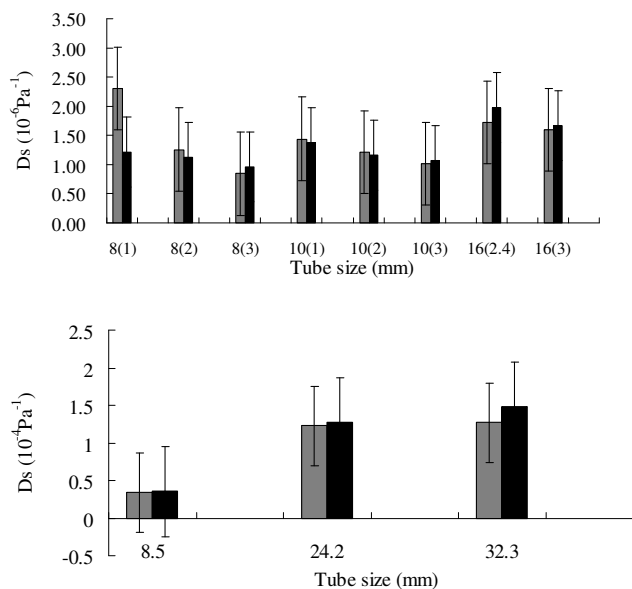 3.50
3.00
2.50
2.00
1.50
1.00
0.50
0.00
Ds (10⁻⁶Pa⁻¹)
8(1) 8(2) 8(3) 10(1) 10(2) 10(3) 16(2.4) 16(3)
Tube size (mm)
2.5
2
1.5
1
0.5
0
-0.5
Ds (10⁻⁴Pa⁻¹)
8.5 24.2 32.3
Tube size (mm)